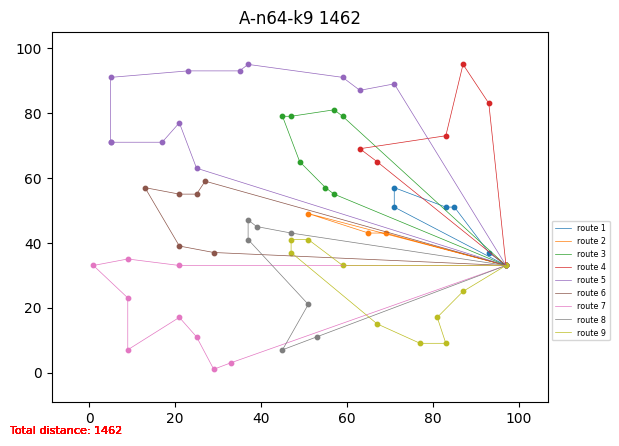 A-n64-k9 1462
100
80
60
40
20
0
0 20 40 60 80 100
route 1
route 2
route 3
route 4
route 5
route 6
route 7
route 8
route 9
Total distance: 1462